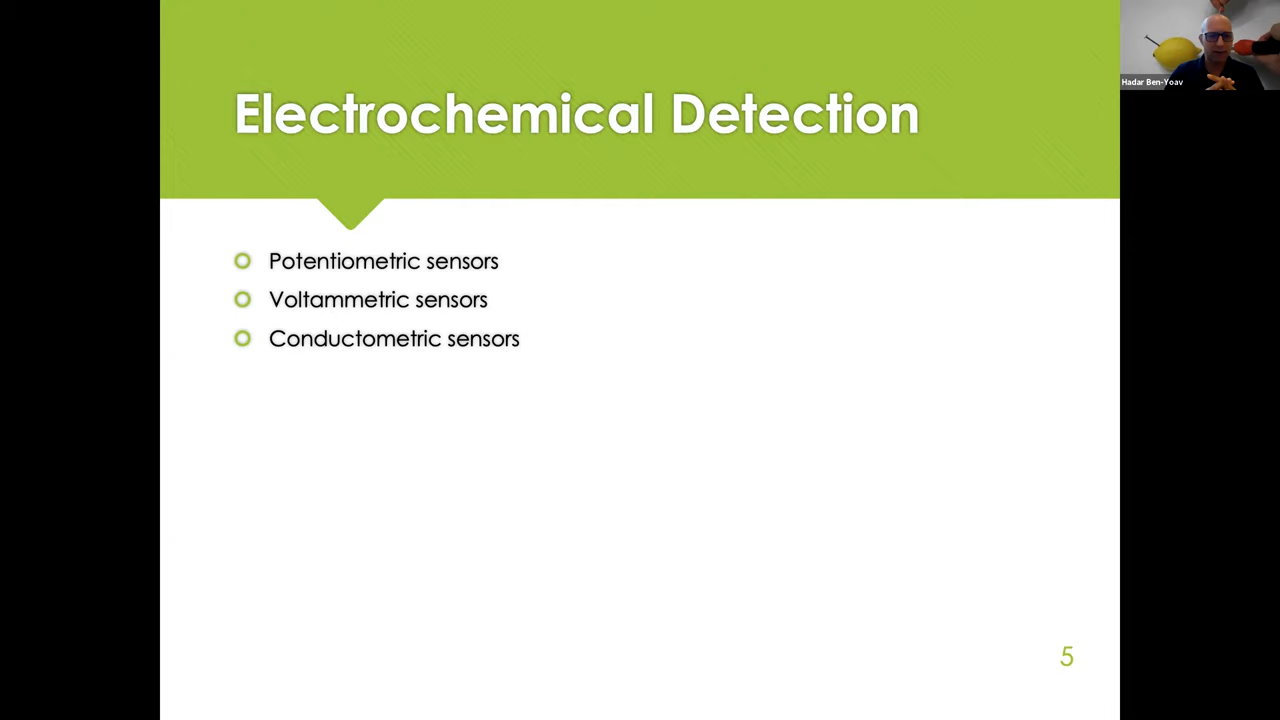 Electrochemical Detection
Hadar Ben-Yoav
Potentiometric sensors
Voltammetric sensors
Conductometric sensors
5